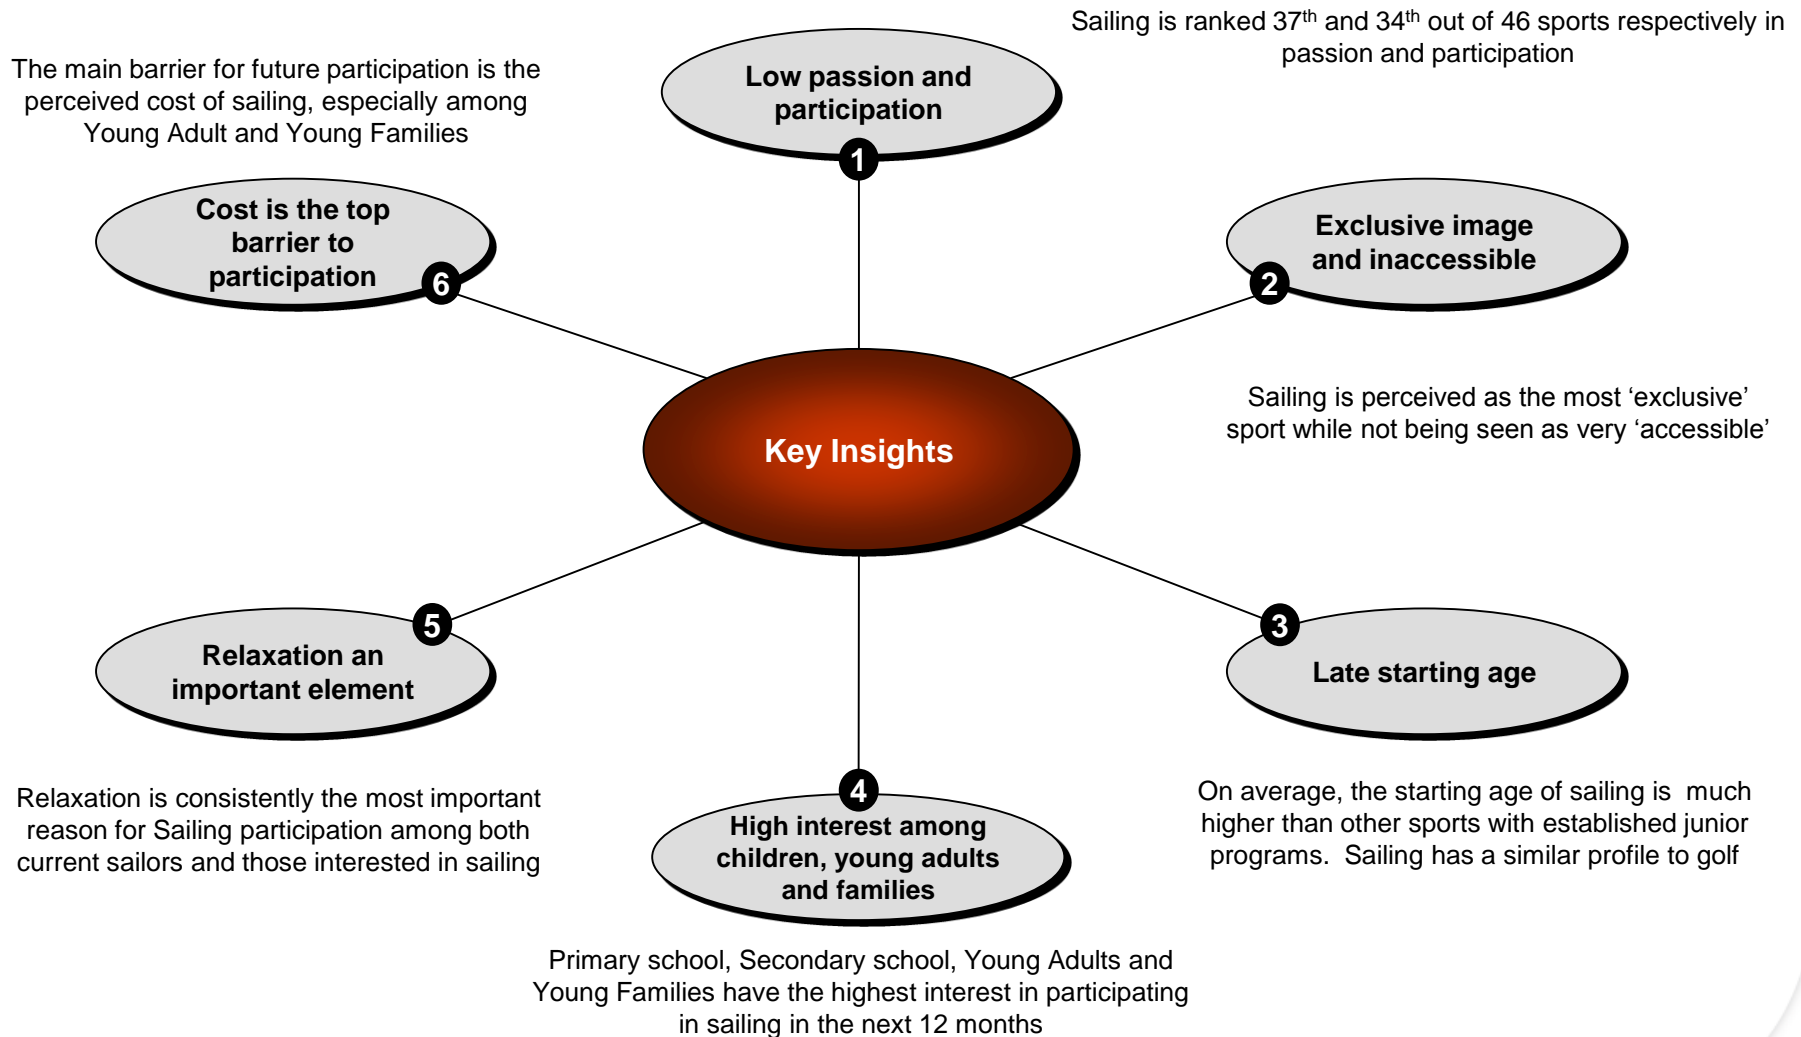 Sailing is ranked 37th and 34th out of 46 sports respectively in
passion and participation
Low passion and
participation
1
The main barrier for future participation is the
perceived cost of sailing, especially among
Young Adult and Young Families
Cost is the top
barrier to
participation
6
Exclusive image
and inaccessible
2
Sailing is perceived as the most ‘exclusive’
sport while not being seen as very ‘accessible’
Key Insights
5
Relaxation an
important element
3
Late starting age
Relaxation is consistently the most important
reason for Sailing participation among both
current sailors and those interested in sailing
4
High interest among
children, young adults
and families
On average, the starting age of sailing is  much
higher than other sports with established junior
programs.  Sailing has a similar profile to golf
Primary school, Secondary school, Young Adults and
Young Families have the highest interest in participating
in sailing in the next 12 months